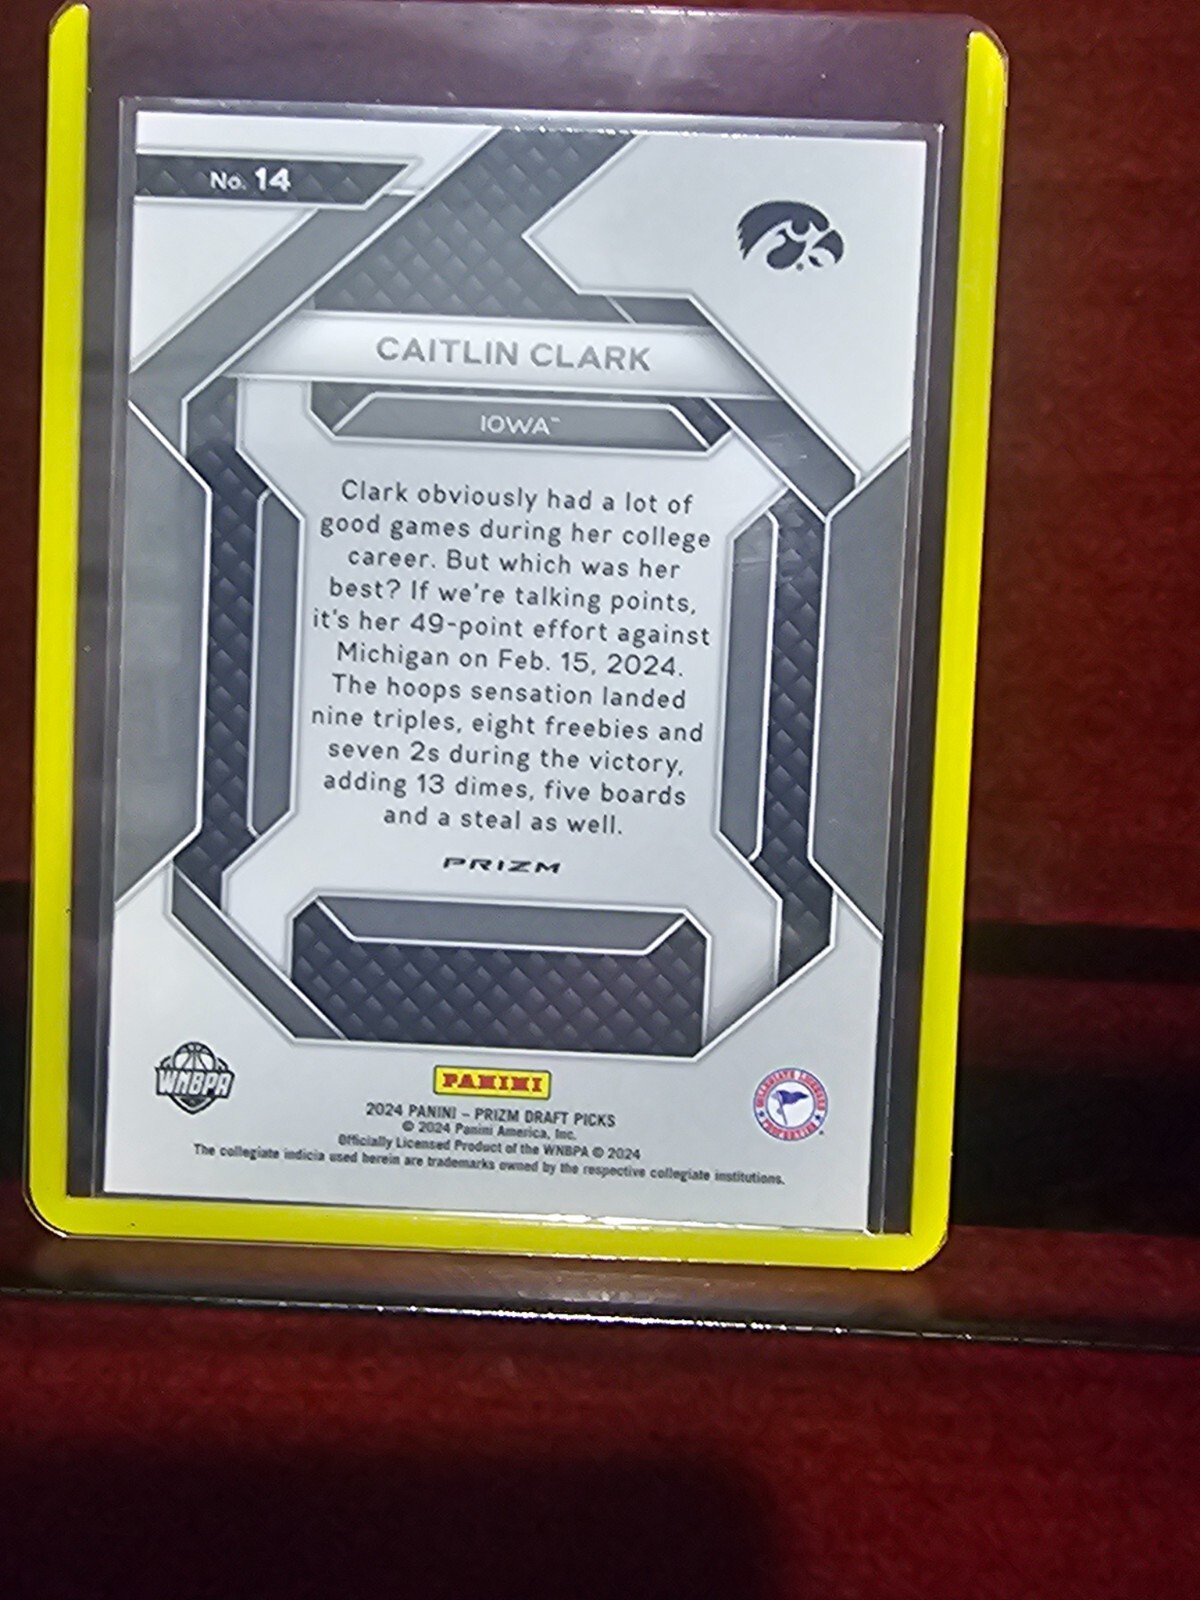 No. 14
CAITLIN CLARK
IOWA™
Clark obviously had a lot of
good games during her college
career. But which was her
best? If we're talking points,
it's her 49-point effort against
Michigan on Feb. 15, 2024.
The hoops sensation landed
nine triples, eight freebies and
seven 2s during the victory,
adding 13 dimes, five boards
and a steal as well.
PRIZM
WNBPA
PANINI
2024 PANINI – PRIZM DRAFT PICKS
© 2024 Panini America, Inc.
Officially Licensed Product of the WNBPA © 2024
The collegiate indicia used herein are trademarks owned by the respective collegiate institutions.